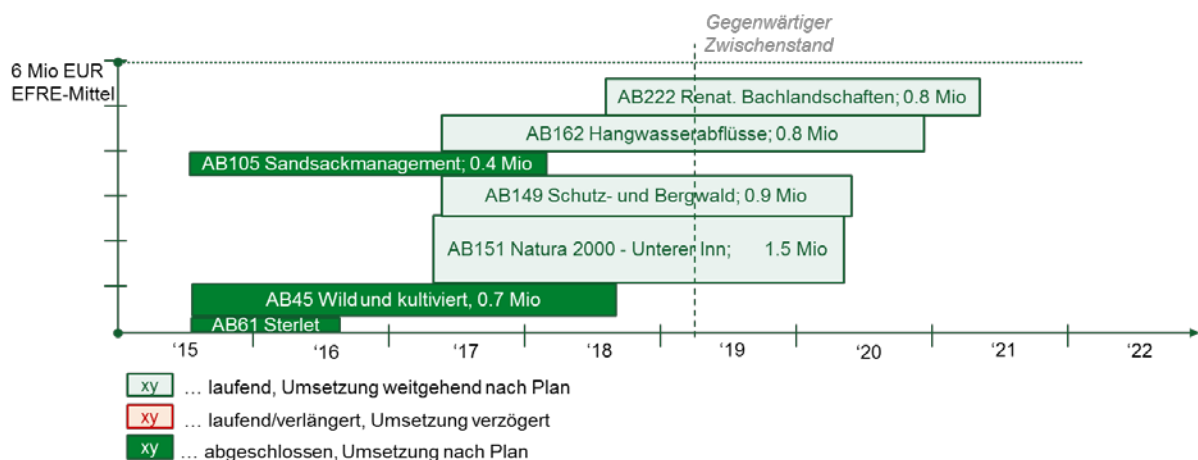 Gegenwärtiger
Zwischenstand
6 Mio EUR
EFRE-Mittel
AB222 Renat. Bachlandschaften; 0.8 Mio
AB162 Hangwasserabflüsse; 0.8 Mio
AB105 Sandsackmanagement; 0.4 Mio
AB149 Schutz- und Bergwald; 0.9 Mio
AB151 Natura 2000 - Unterer Inn; 1.5 Mio
AB45 Wild und kultiviert, 0.7 Mio
AB61 Sterlet
‘15 ‘16 ‘17 ‘18 ‘19 ‘20 ‘21 ‘22
xy ... laufend, Umsetzung weitgehend nach Plan
xy ... laufend/verlängert, Umsetzung verzögert
xy ... abgeschlossen, Umsetzung nach Plan